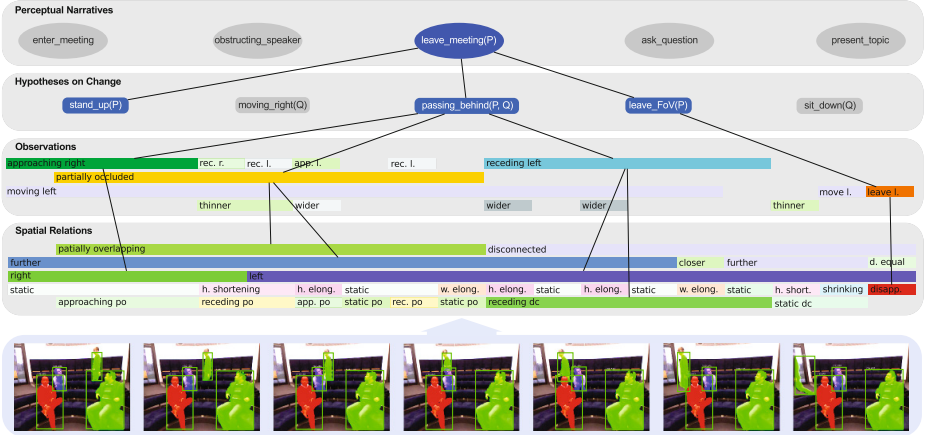 Perceptual Narratives
enter_meeting obstructing_speaker leave_meeting(P) ask_question present_topic
Hypotheses on Change
stand_up(P) moving_right(Q) passing_behind(P, Q) leave_FoV(P) sit_down(Q)
Observations
approaching right rec. r. rec. l. app. l. rec. l. receding left
partially occluded
moving left move l. leave l.
thinner wider wider wider thinner
Spatial Relations
patially overlapping disconnected
further closer further d. equal
right left
static h. shortening h. elong. static w. elong. h. elong. static h. elong. static w. elong. static h. short. shrinking disapp.
approaching po receding po app. po static po rec. po static po receding dc static dc